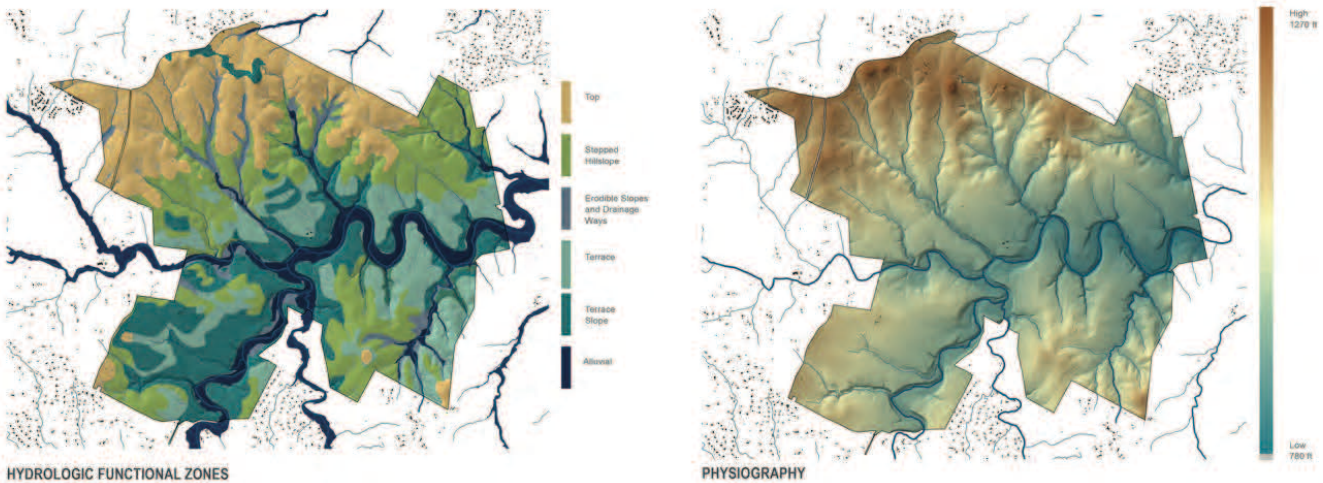 Top
Stepped
Hillslope
Erodible Slopes
and Drainage
Ways
Terrace
Terrace
Slope
Alluvial
HYDROLOGIC FUNCTIONAL ZONES
High
1270 ft
Low
780 ft
PHYSIOGRAPHY